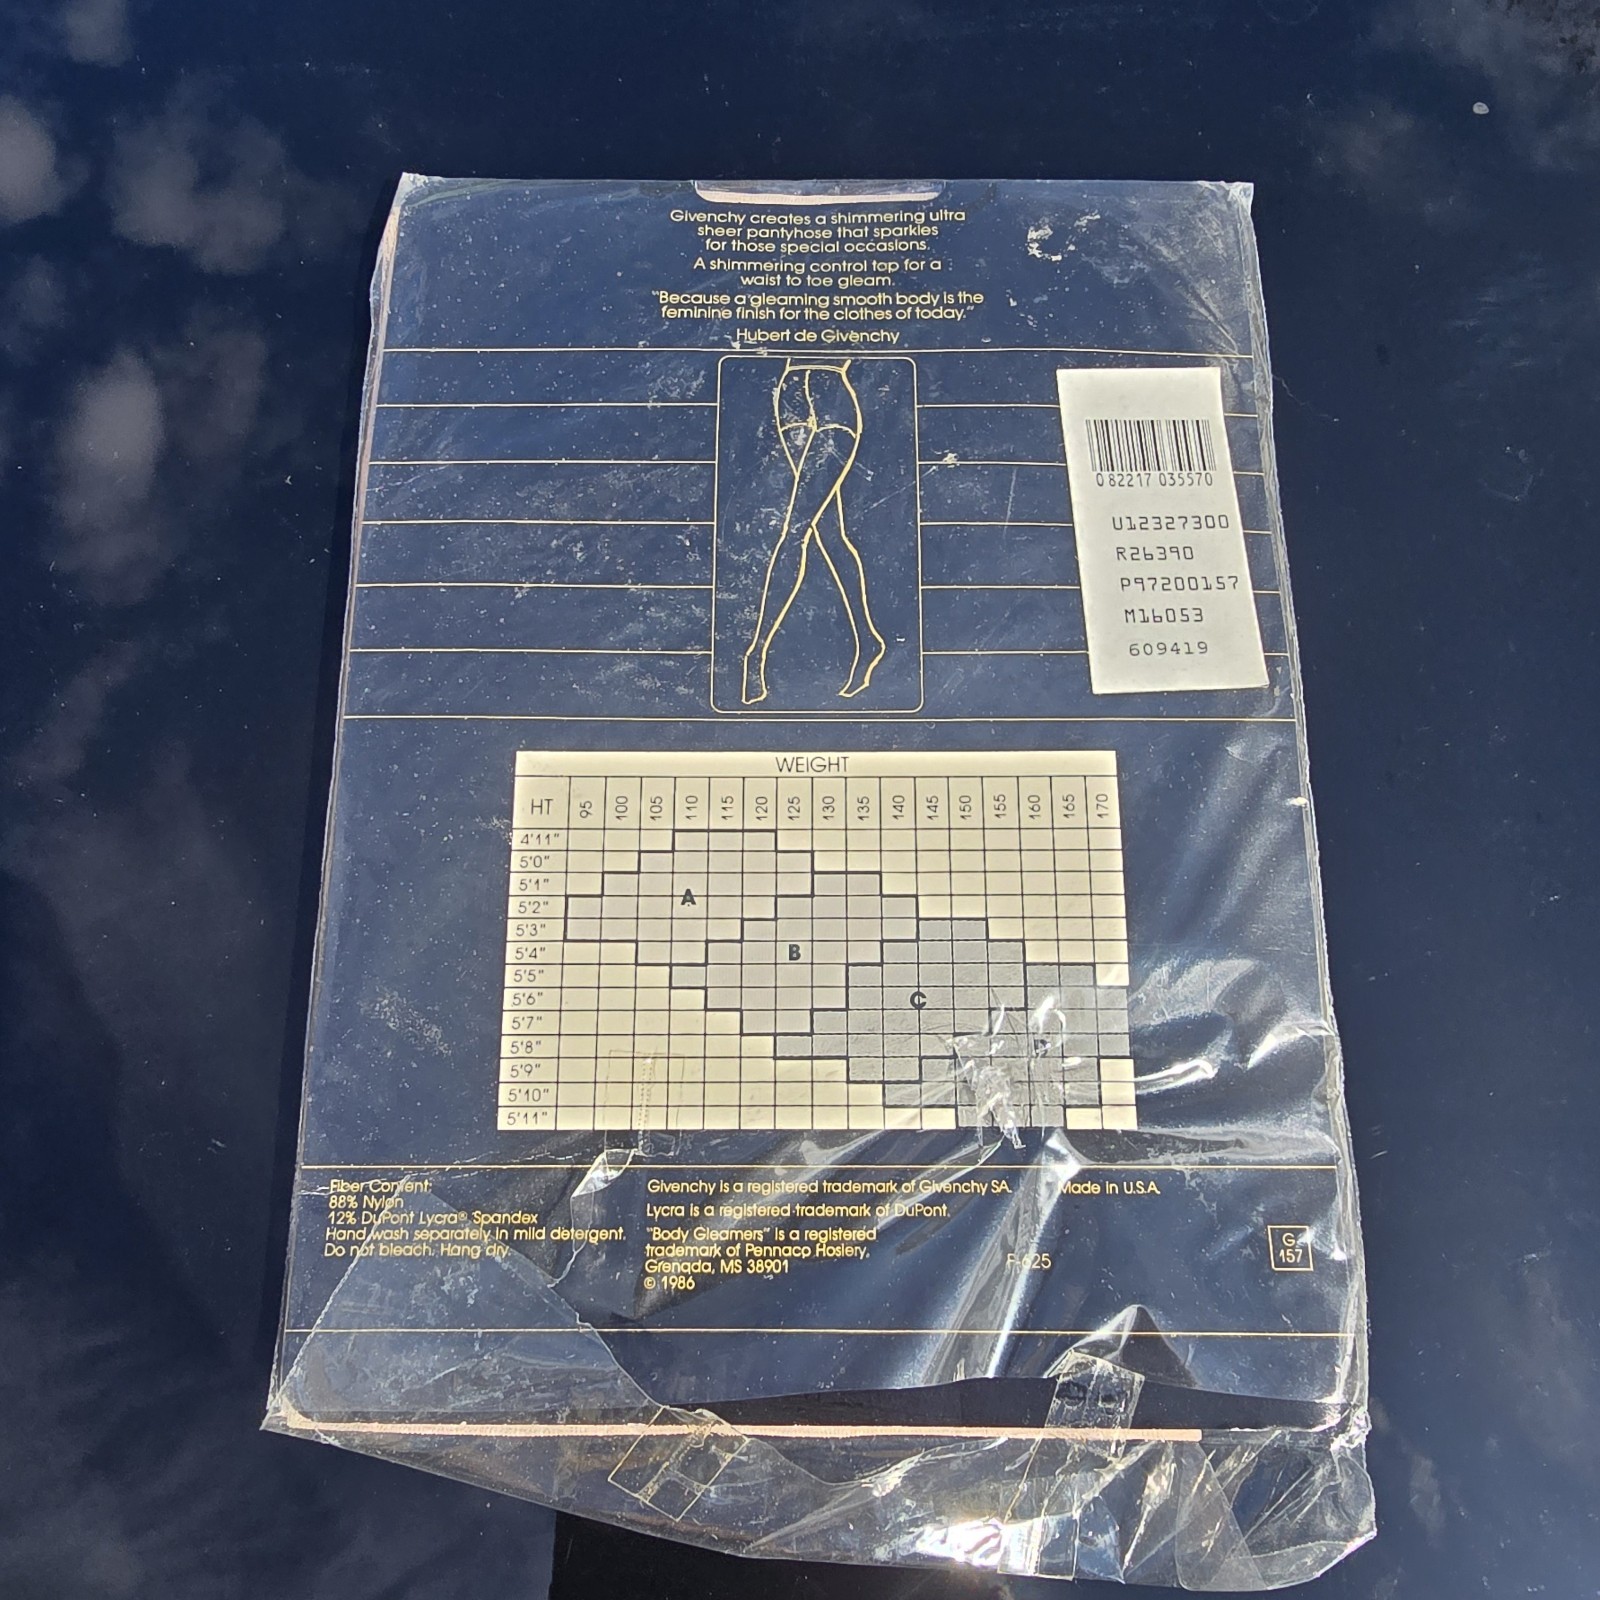 Givenchy creates a shimmering ultra
sheer pantyhose that sparkles
for those special occasions.
A shimmering control top for a
waist to toe gleam.
"Because a gleaming smooth body is the
feminine finish for the clothes of today."
Hubert de Givenchy
0 82217 035570
U12327300
R26390
P97200157
M16053
609419
WEIGHT
HT 95 100 105 110 115 120 125 130 135 140 145 150 155 160 165 170
4'11"
5'0"
5'1"
A
5'2"
5'3"
5'4"
B
5'5"
5'6"
C
5'7"
5'8"
5'9"
5'10"
5'11"
Fiber Content:
88% Nylon
12% DuPont Lycra® Spandex
Hand wash separately in mild detergent.
Do not bleach. Hang dry.
Givenchy is a registered trademark of Givenchy SA.
Lycra is a registered trademark of DuPont.
"Body Gleamers" is a registered
trademark of Pennaco Hosiery,
Grenada, MS 38901
© 1986
Made in U.S.A.
F-625
G-
157